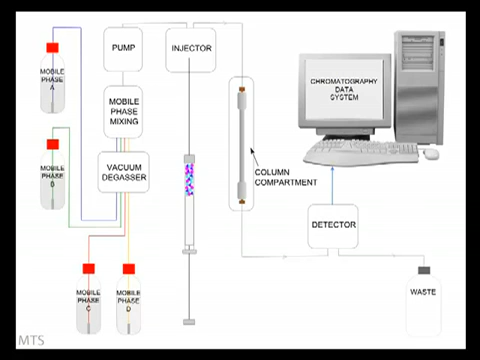 MOBILE
PHASE
A
PUMP
INJECTOR
MOBILE
PHASE
MIXING
CHROMATOGRAPHY
DATA
SYSTEM
MOBILE
PHASE
B
VACUUM
DEGASSER
COLUMN
COMPARTMENT
DETECTOR
MOBILE
PHASE
C
MOBILE
PHASE
D
WASTE
MTS